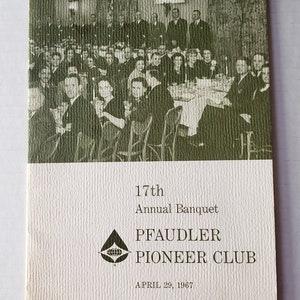 17th
Annual Banquet
PFAUDLER
PIONEER CLUB
APRIL 29, 1967